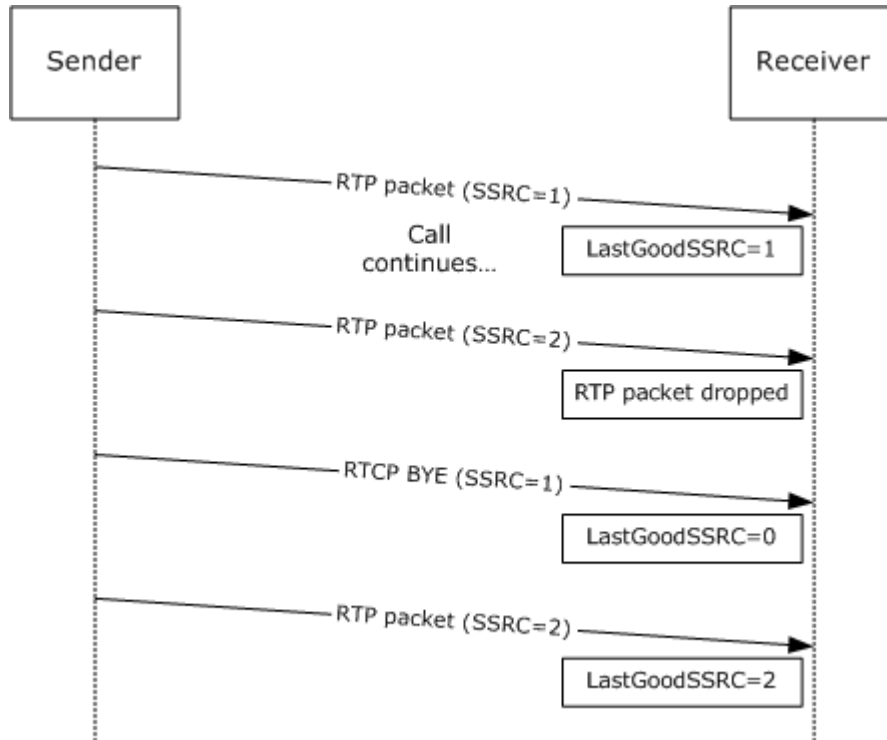 Sender
Receiver
RTP packet (SSRC=1)
Call
continues...
LastGoodSSRC=1
RTP packet (SSRC=2)
RTP packet dropped
RTCP BYE (SSRC=1)
LastGoodSSRC=0
RTP packet (SSRC=2)
LastGoodSSRC=2